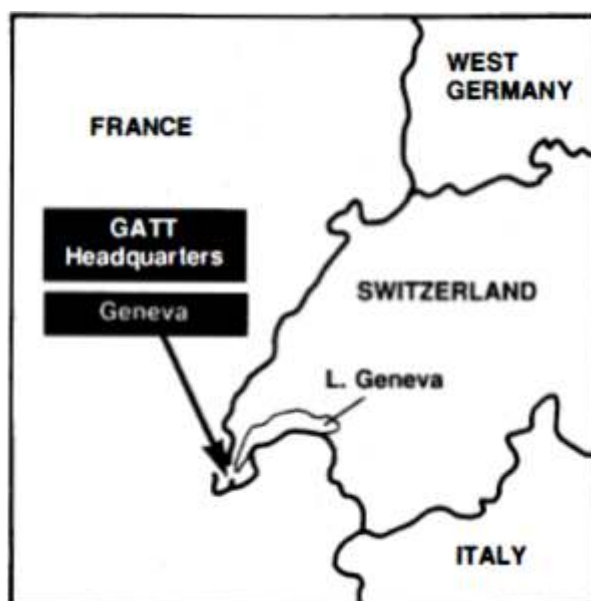 WEST
GERMANY
FRANCE
GATT
Headquarters
Geneva
SWITZERLAND
L. Geneva
ITALY